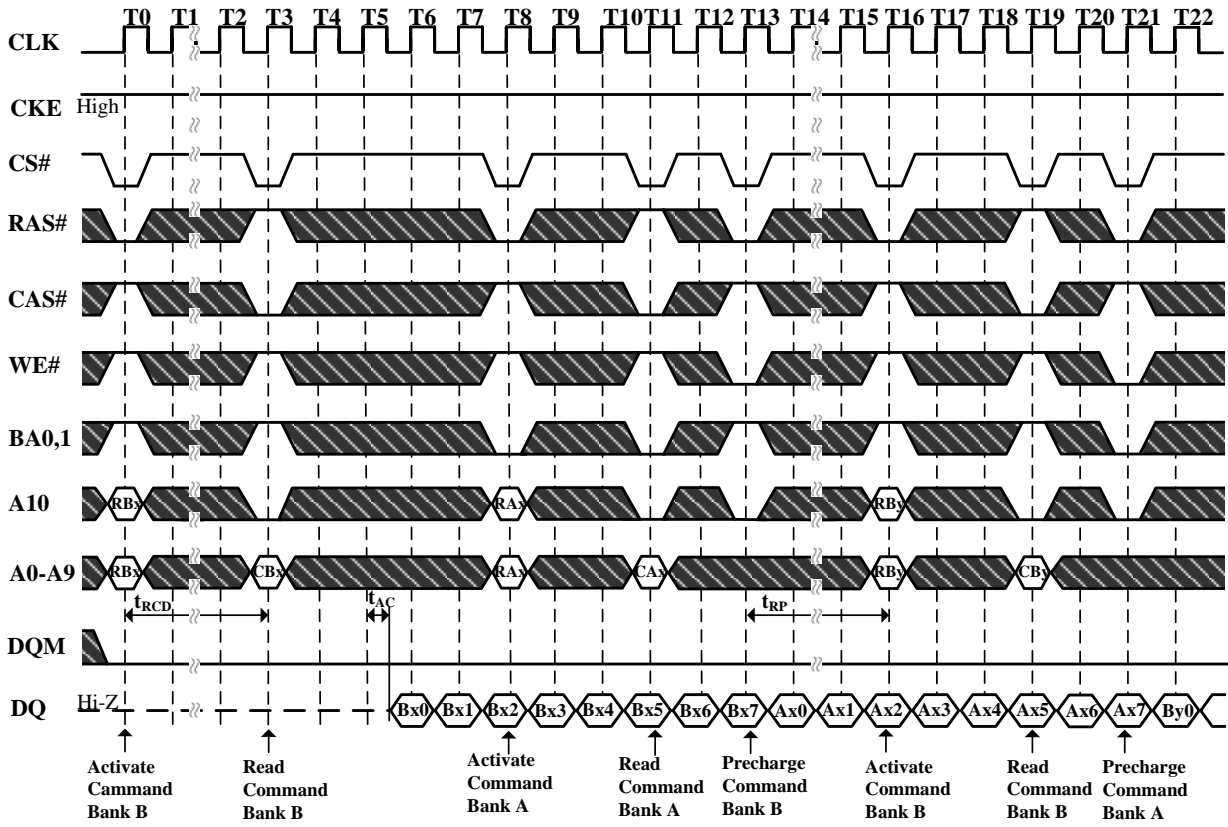 T0 T1 T2 T3 T4 T5 T6 T7 T8 T9 T10 T11 T12 T13 T14 T15 T16 T17 T18 T19 T20 T21 T22
CLK
CKE High
CS#
RAS#
CAS#
WE#
BA0,1
A10 RBx RAx RBy
A0-A9 RBx CBx RAx CAx RBy CBy
tRCD tAC tRP
DQM
DQ Hi-Z Bx0 Bx1 Bx2 Bx3 Bx4 Bx5 Bx6 Bx7 Ax0 Ax1 Ax2 Ax3 Ax4 Ax5 Ax6 Ax7 By0
Activate
Cammand
Bank B
Read
Command
Bank B
Activate
Command
Bank A
Read
Command
Bank A
Precharge
Command
Bank B
Activate
Command
Bank B
Read
Command
Bank B
Precharge
Command
Bank A